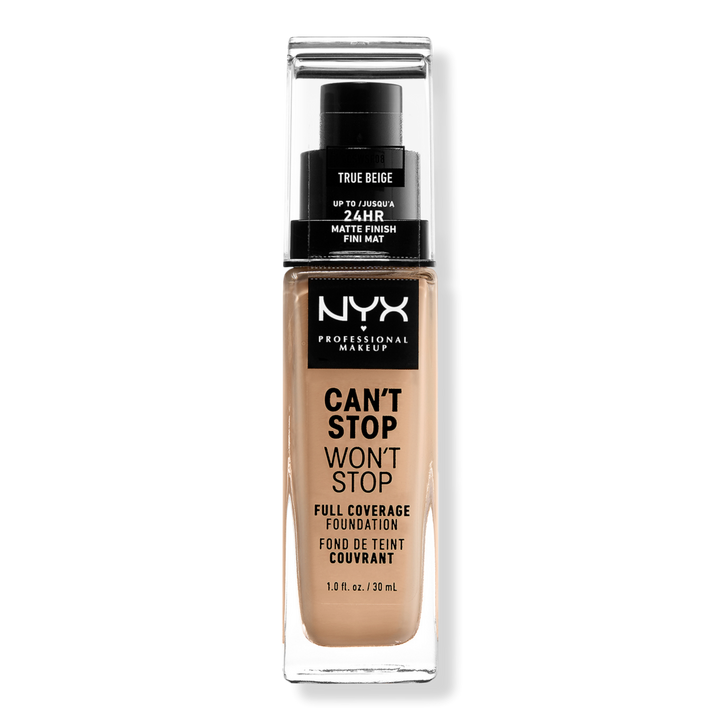 TRUE BEIGE
UP TO / JUSQU'A
24HR
MATTE FINISH
FINI MAT
NYX
PROFESSIONAL
MAKEUP
CAN'T
STOP
WON'T
STOP
FULL COVERAGE
FOUNDATION
FOND DE TEINT
COUVRANT
1.0 fl. oz. / 30 mL